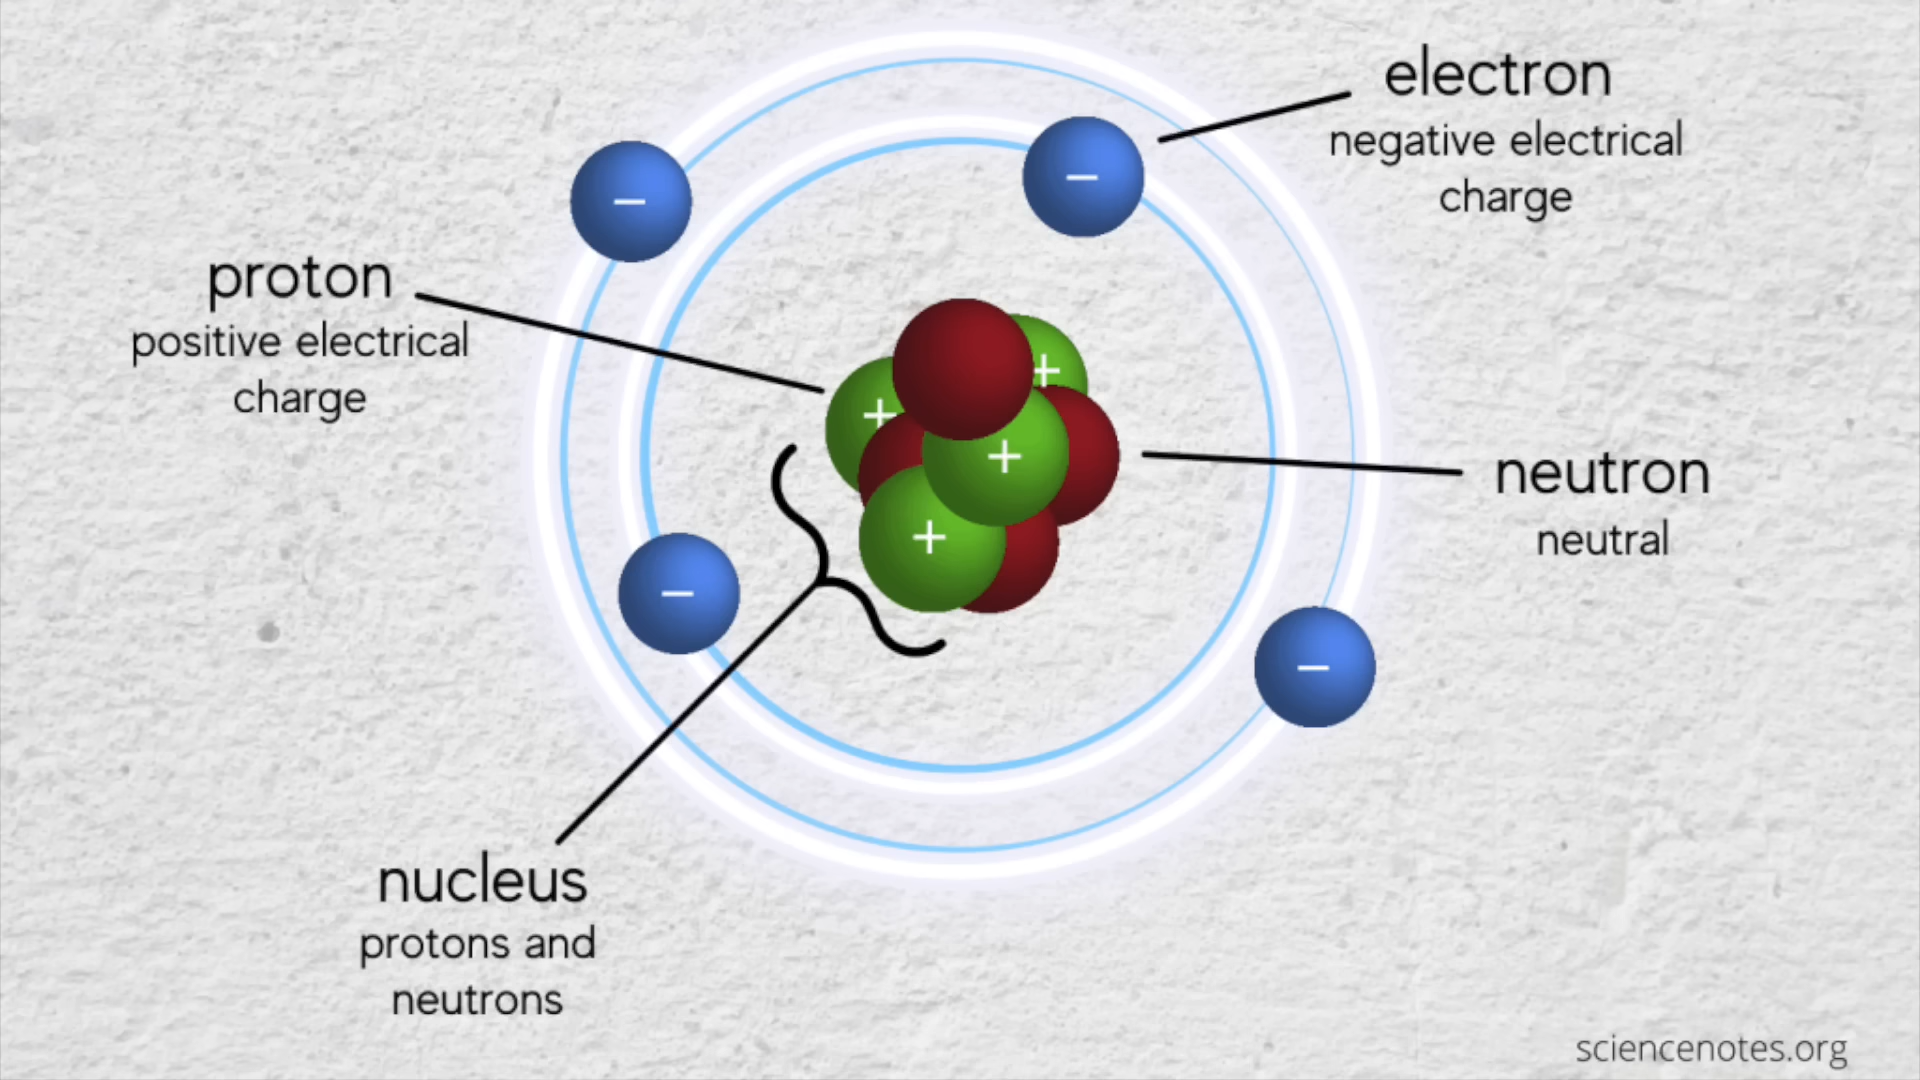 electron
negative electrical
charge
proton
positive electrical
charge
neutron
neutral
nucleus
protons and
neutrons
sciencenotes.org
−
−
+
+
+
+
−
−